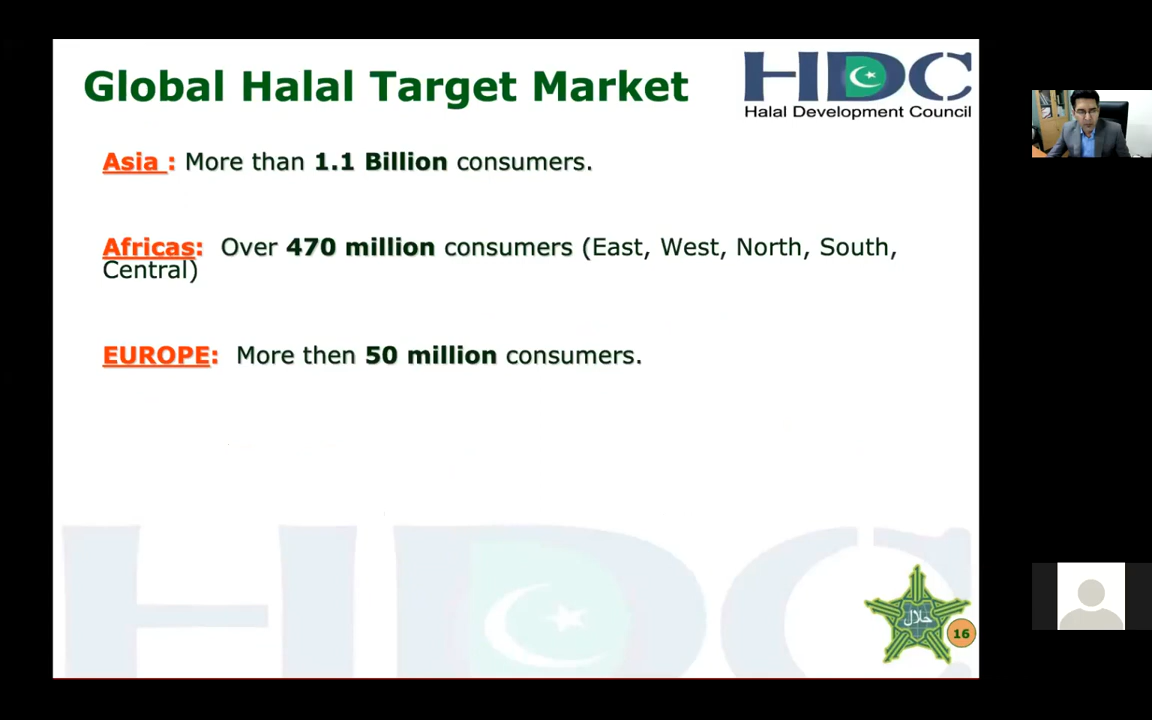 Global Halal Target Market
HDC
Halal Development Council
Asia : More than 1.1 Billion consumers.
Africas: Over 470 million consumers (East, West, North, South,
Central)
EUROPE: More then 50 million consumers.
HDC
حلال
16